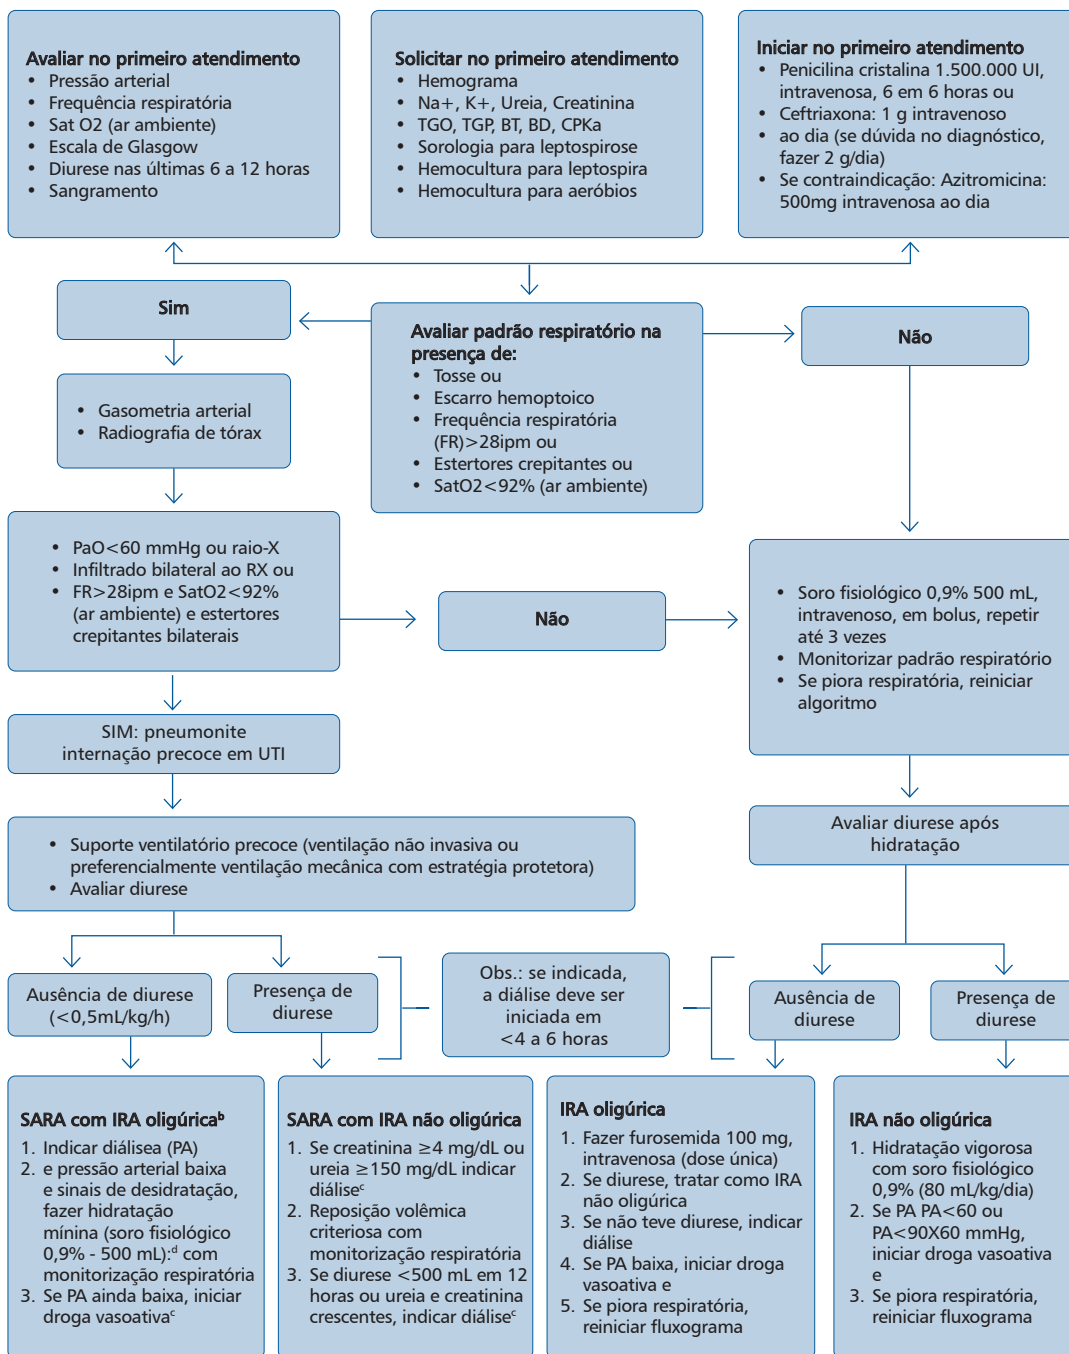 Avaliar no primeiro atendimento
• Pressão arterial
• Frequência respiratória
• Sat O2 (ar ambiente)
• Escala de Glasgow
• Diurese nas últimas 6 a 12 horas
• Sangramento
Solicitar no primeiro atendimento
• Hemograma
• Na+, K+, Ureia, Creatinina
• TGO, TGP, BT, BD, CPKa
• Sorologia para leptospirose
• Hemocultura para leptospira
• Hemocultura para aeróbios
Iniciar no primeiro atendimento
• Penicilina cristalina 1.500.000 UI,
intravenosa, 6 em 6 horas ou
• Ceftriaxona: 1 g intravenoso
• ao dia (se dúvida no diagnóstico,
fazer 2 g/dia)
• Se contraindicação: Azitromicina:
500mg intravenosa ao dia
Sim
Avaliar padrão respiratório na
presença de:
• Tosse ou
• Escarro hemoptoico
• Frequência respiratória
(FR)>28ipm ou
• Estertores crepitantes ou
• SatO2<92% (ar ambiente)
Não
• Gasometria arterial
• Radiografia de tórax
• PaO<60 mmHg ou raio-X
• Infiltrado bilateral ao RX ou
• FR>28ipm e SatO2<92%
(ar ambiente) e estertores
crepitantes bilaterais
Não
• Soro fisiológico 0,9% 500 mL,
intravenoso, em bolus, repetir
até 3 vezes
• Monitorizar padrão respiratório
• Se piora respiratória, reiniciar
algoritmo
SIM: pneumonite
internação precoce em UTI
• Suporte ventilatório precoce (ventilação não invasiva ou
preferencialmente ventilação mecânica com estratégia protetora)
• Avaliar diurese
Avaliar diurese após
hidratação
Ausência de diurese
(<0,5mL/kg/h)
Presença de
diurese
Obs.: se indicada,
a diálise deve ser
iniciada em
<4 a 6 horas
Ausência de
diurese
Presença de
diurese
SARA com IRA oligúricaᵇ
1. Indicar diálisea (PA)
2. e pressão arterial baixa
e sinais de desidratação,
fazer hidratação
mínina (soro fisiológico
0,9% - 500 mL):ᵈ com
monitorização respiratória
3. Se PA ainda baixa, iniciar
droga vasoativaᶜ
SARA com IRA não oligúrica
1. Se creatinina ≥4 mg/dL ou
ureia ≥150 mg/dL indicar
diáliseᶜ
2. Reposição volêmica
criteriosa com
monitorização respiratória
3. Se diurese <500 mL em 12
horas ou ureia e creatinina
crescentes, indicar diáliseᶜ
IRA oligúrica
1. Fazer furosemida 100 mg,
intravenosa (dose única)
2. Se diurese, tratar como IRA
não oligúrica
3. Se não teve diurese, indicar
diálise
4. Se PA baixa, iniciar droga
vasoativa e
5. Se piora respiratória,
reiniciar fluxograma
IRA não oligúrica
1. Hidratação vigorosa
com soro fisiológico
0,9% (80 mL/kg/dia)
2. Se PA PA<60 ou
PA<90X60 mmHg,
iniciar droga vasoativa
e
3. Se piora respiratória,
reiniciar fluxograma